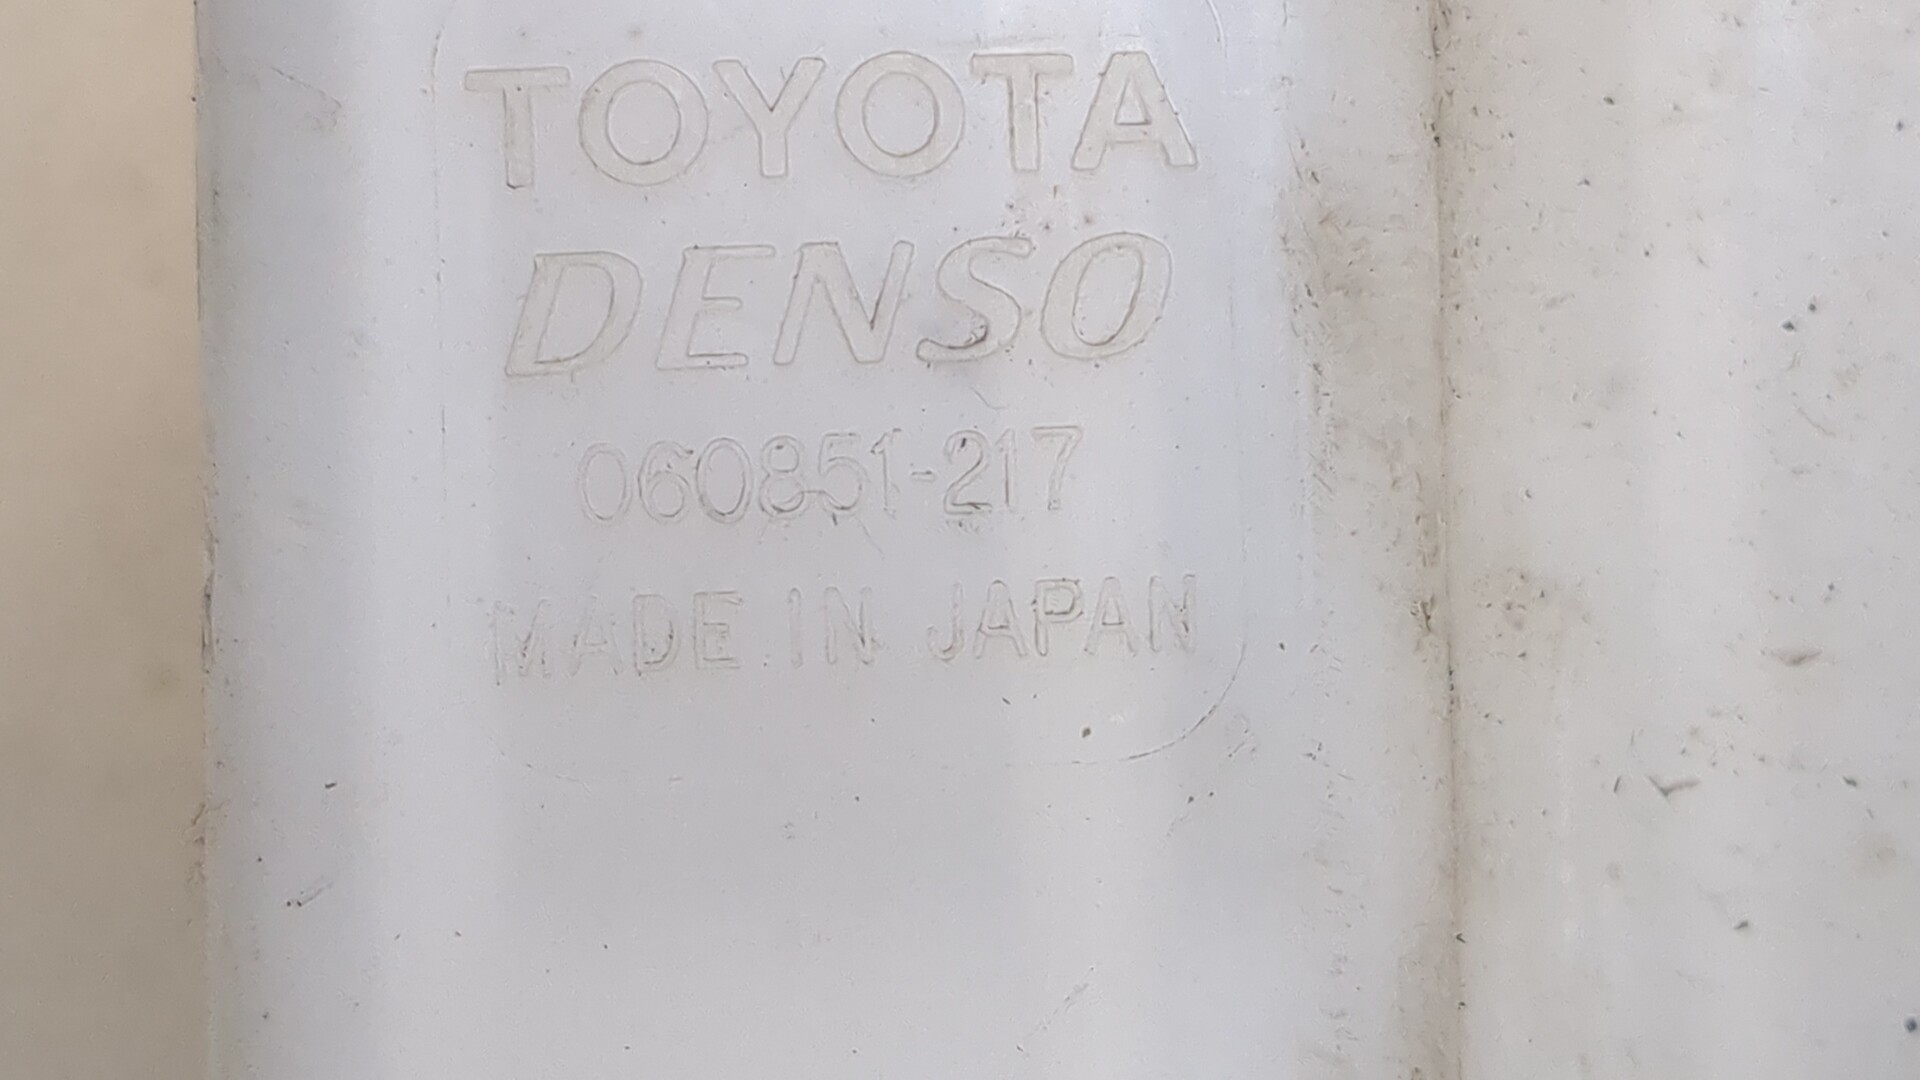 TOYOTA
DENSO
060851-217
MADE IN JAPAN